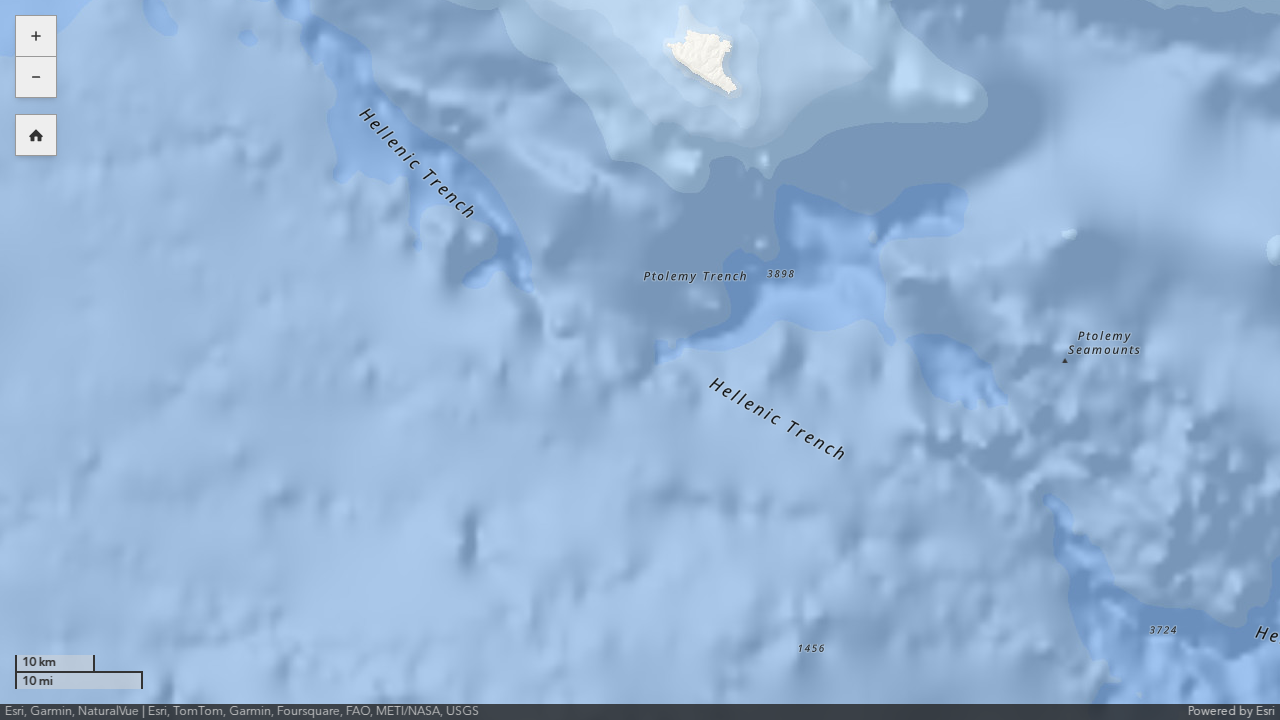 +
−
Hellenic Trench
Ptolemy Trench
3898
Ptolemy
Seamounts
Hellenic Trench
3724
He
1456
10 km
10 mi
Esri, Garmin, NaturalVue | Esri, TomTom, Garmin, Foursquare, FAO, METI/NASA, USGS
Powered by Esri